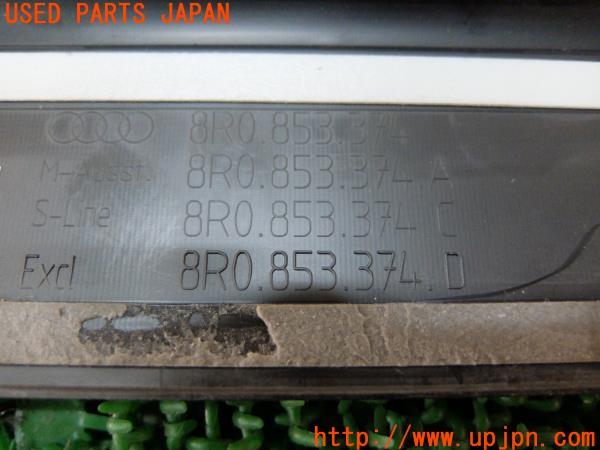 USED PARTS JAPAN
8R0.853.374
M-Ausst. 8R0.853.374.A
S-Line 8R0.853.374.C
Excl 8R0.853.374.D
http://www.upjpn.com